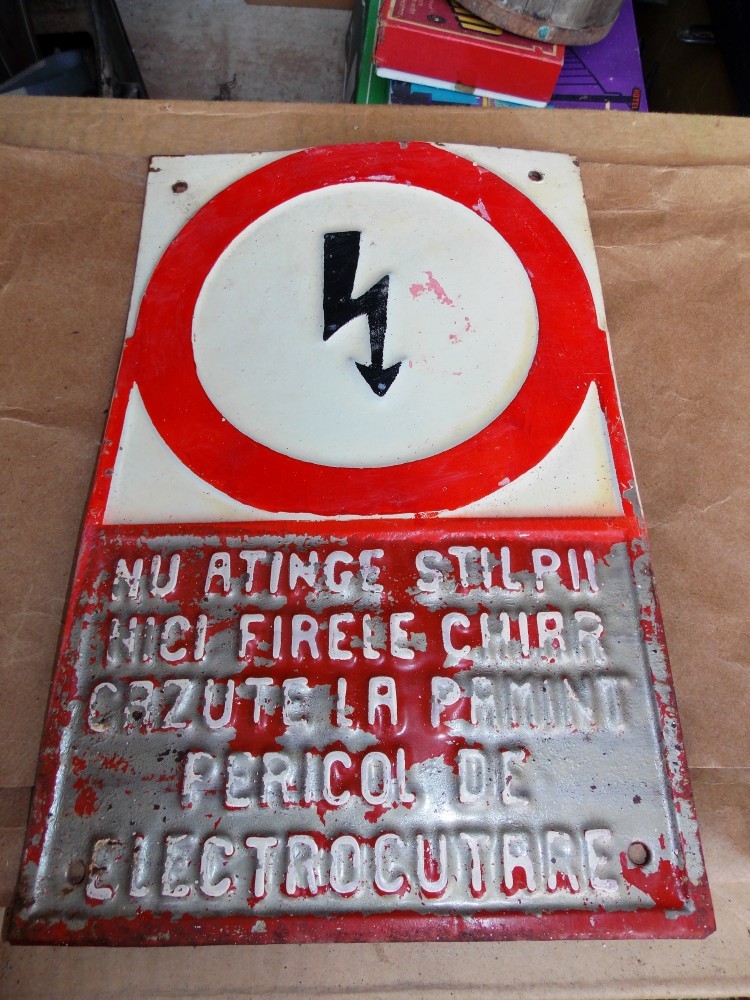 NU ATINGE STILPII
NICI FIRELE CHIAR
CAZUTE LA PAMINT
PERICOL DE
ELECTROCUTARE